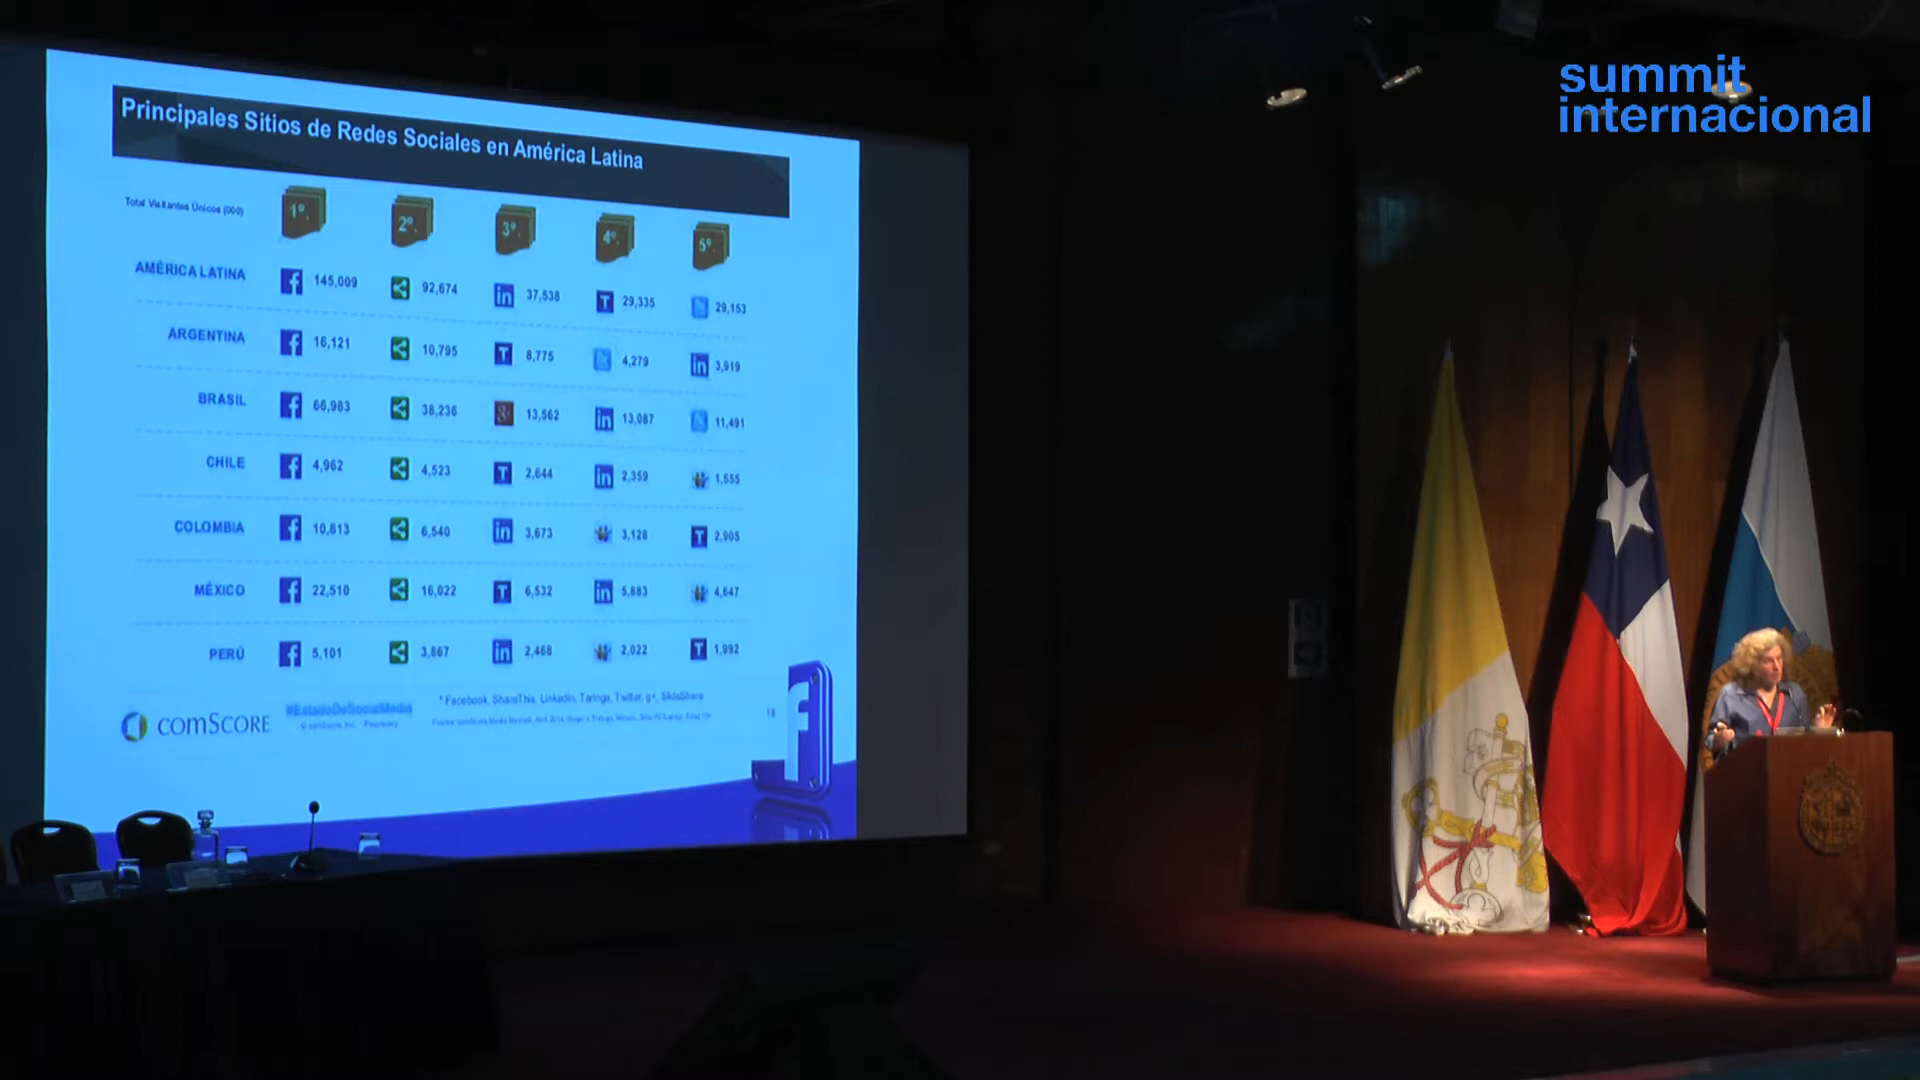 summit
internacional
Principales Sitios de Redes Sociales en América Latina
Total Visitantes Únicos (000)
1º. 2º. 3º. 4º. 5º.
AMÉRICA LATINA 145,009 92,674 37,536 29,335 29,153
ARGENTINA 16,121 10,795 8,775 4,279 3,919
BRASIL 66,983 38,236 13,562 13,087 11,491
CHILE 4,962 4,523 2,644 2,359 1,555
COLOMBIA 10,813 6,540 3,673 3,128 2,905
MÉXICO 22,510 16,022 6,532 5,883 4,647
PERÚ 5,101 3,867 2,468 2,022 1,992
* Facebook, ShareThis, Linkedin, Taringa, Twitter, g+, SlideShare
#EstadoDeSocialMedia
comSCORE
© comScore, Inc. Proprietary.
18